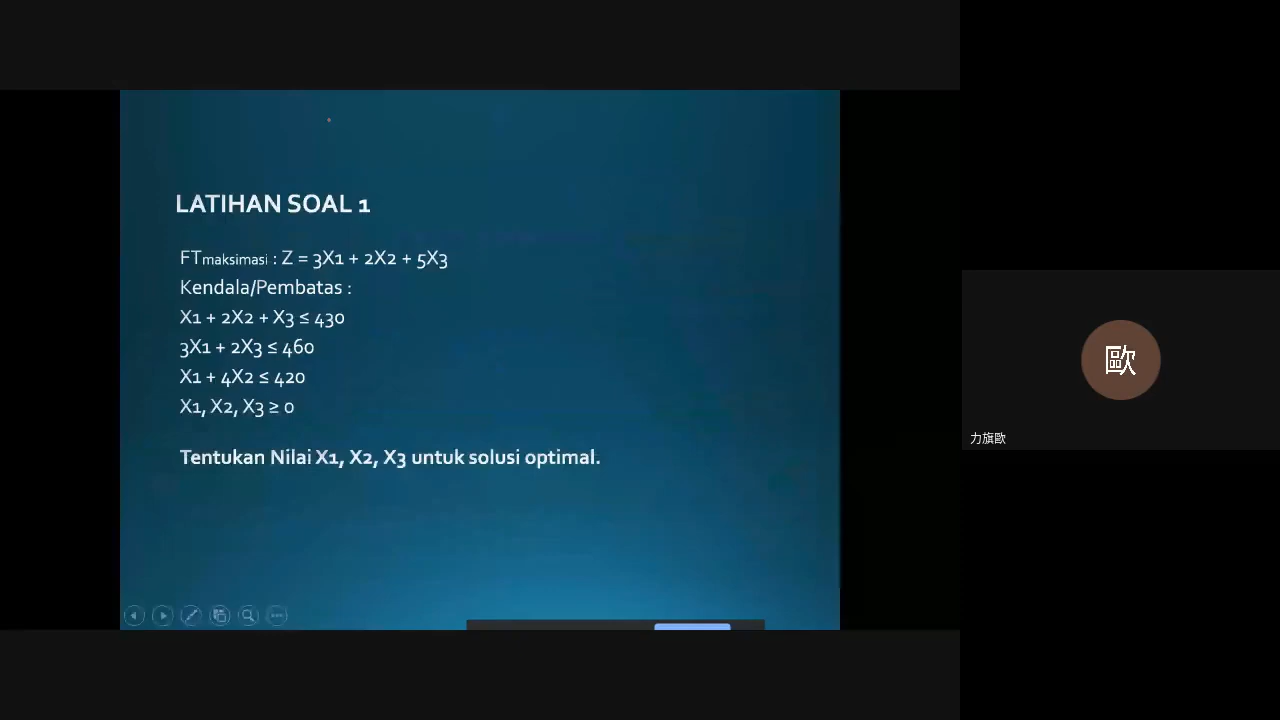 LATIHAN SOAL 1
FTmaksimasi : Z = 3X1 + 2X2 + 5X3
Kendala/Pembatas :
X1 + 2X2 + X3 ≤ 430
3X1 + 2X3 ≤ 460
X1 + 4X2 ≤ 420
X1, X2, X3 ≥ 0
Tentukan Nilai X1, X2, X3 untuk solusi optimal.
歐
力旗歐